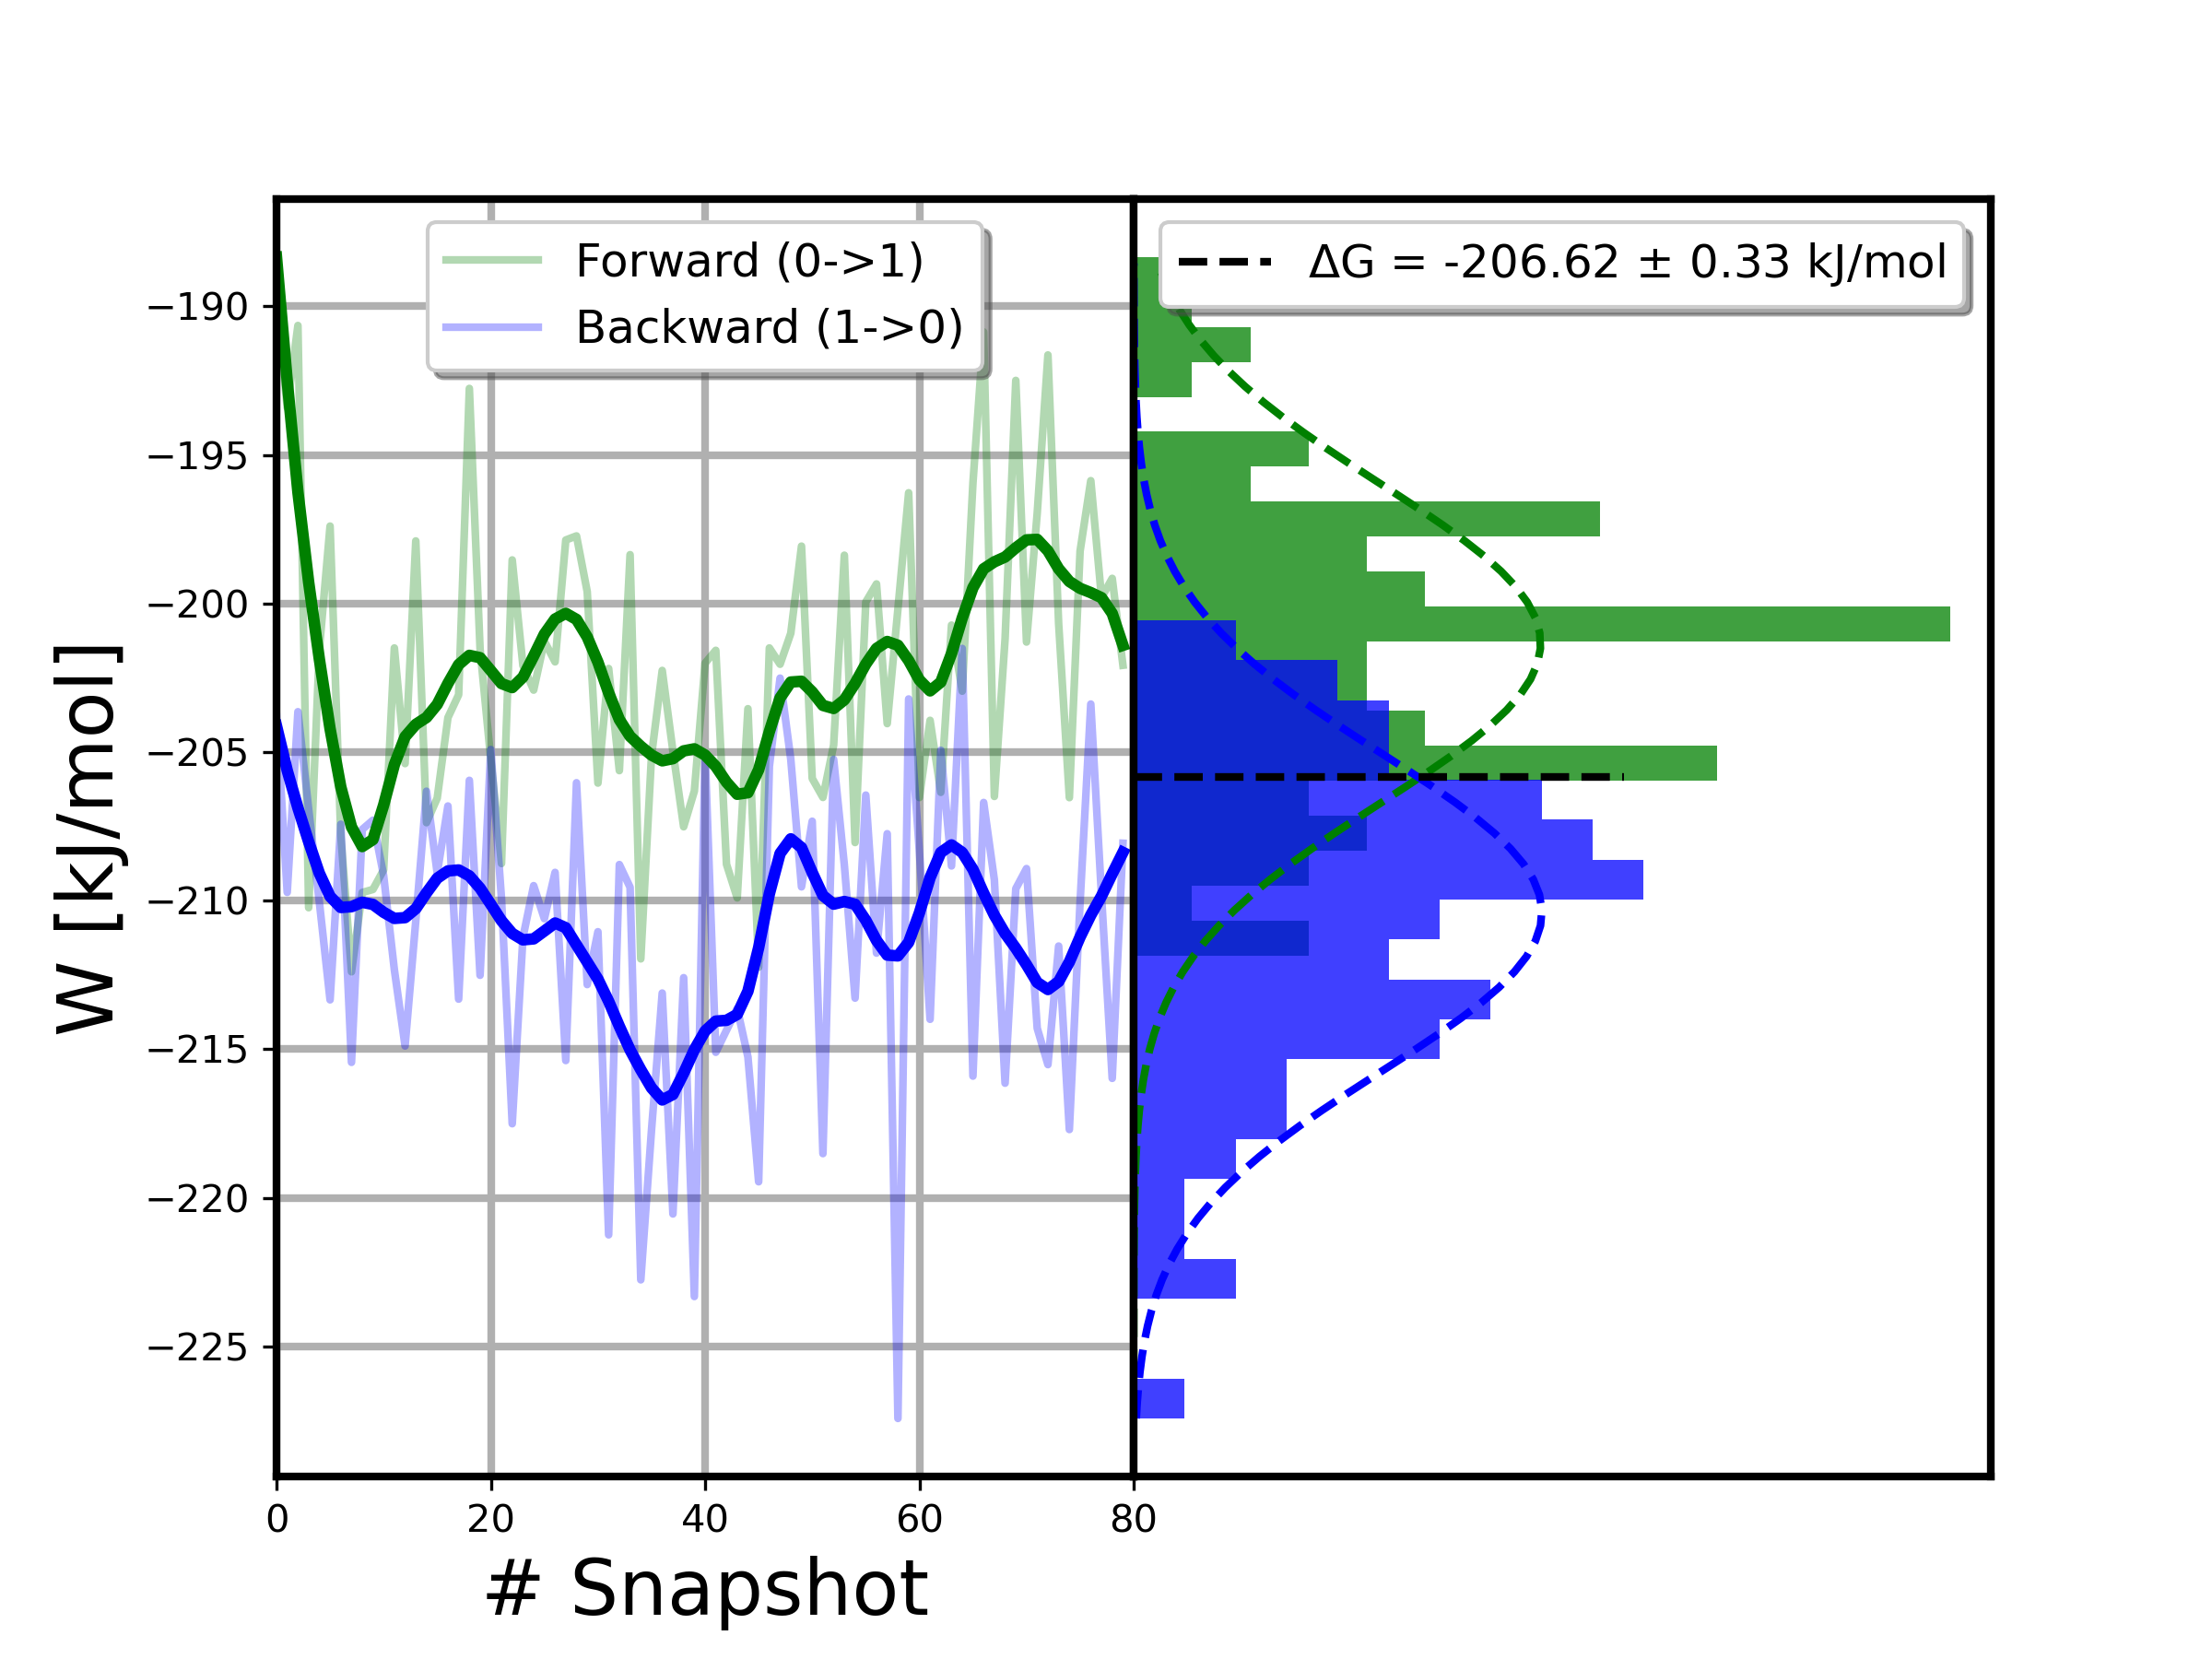 Forward (0->1)
Backward (1->0)
ΔG = -206.62 ± 0.33 kJ/mol
W [kJ/mol]
−190
−195
−200
−205
−210
−215
−220
−225
0 20 40 60 80
# Snapshot